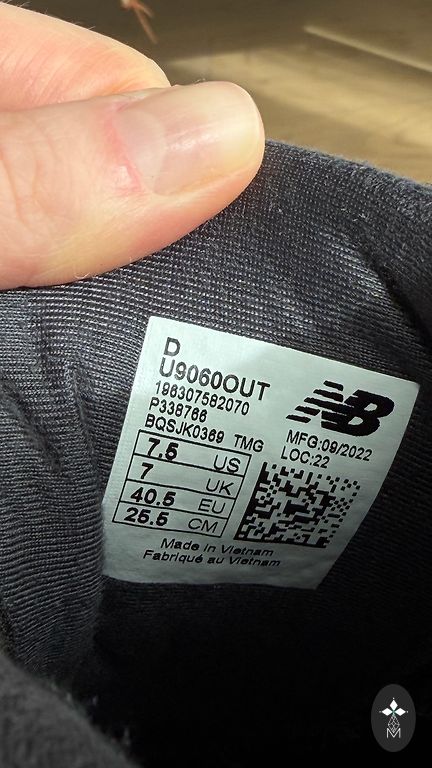 D
U9060OUT
196307582070
P338766
BQSJK0369 TMG
NB
MFG:09/2022
LOC:22
7.5 US
7 UK
40.5 EU
25.5 CM
Made in Vietnam
Fabriqué au Vietnam
M